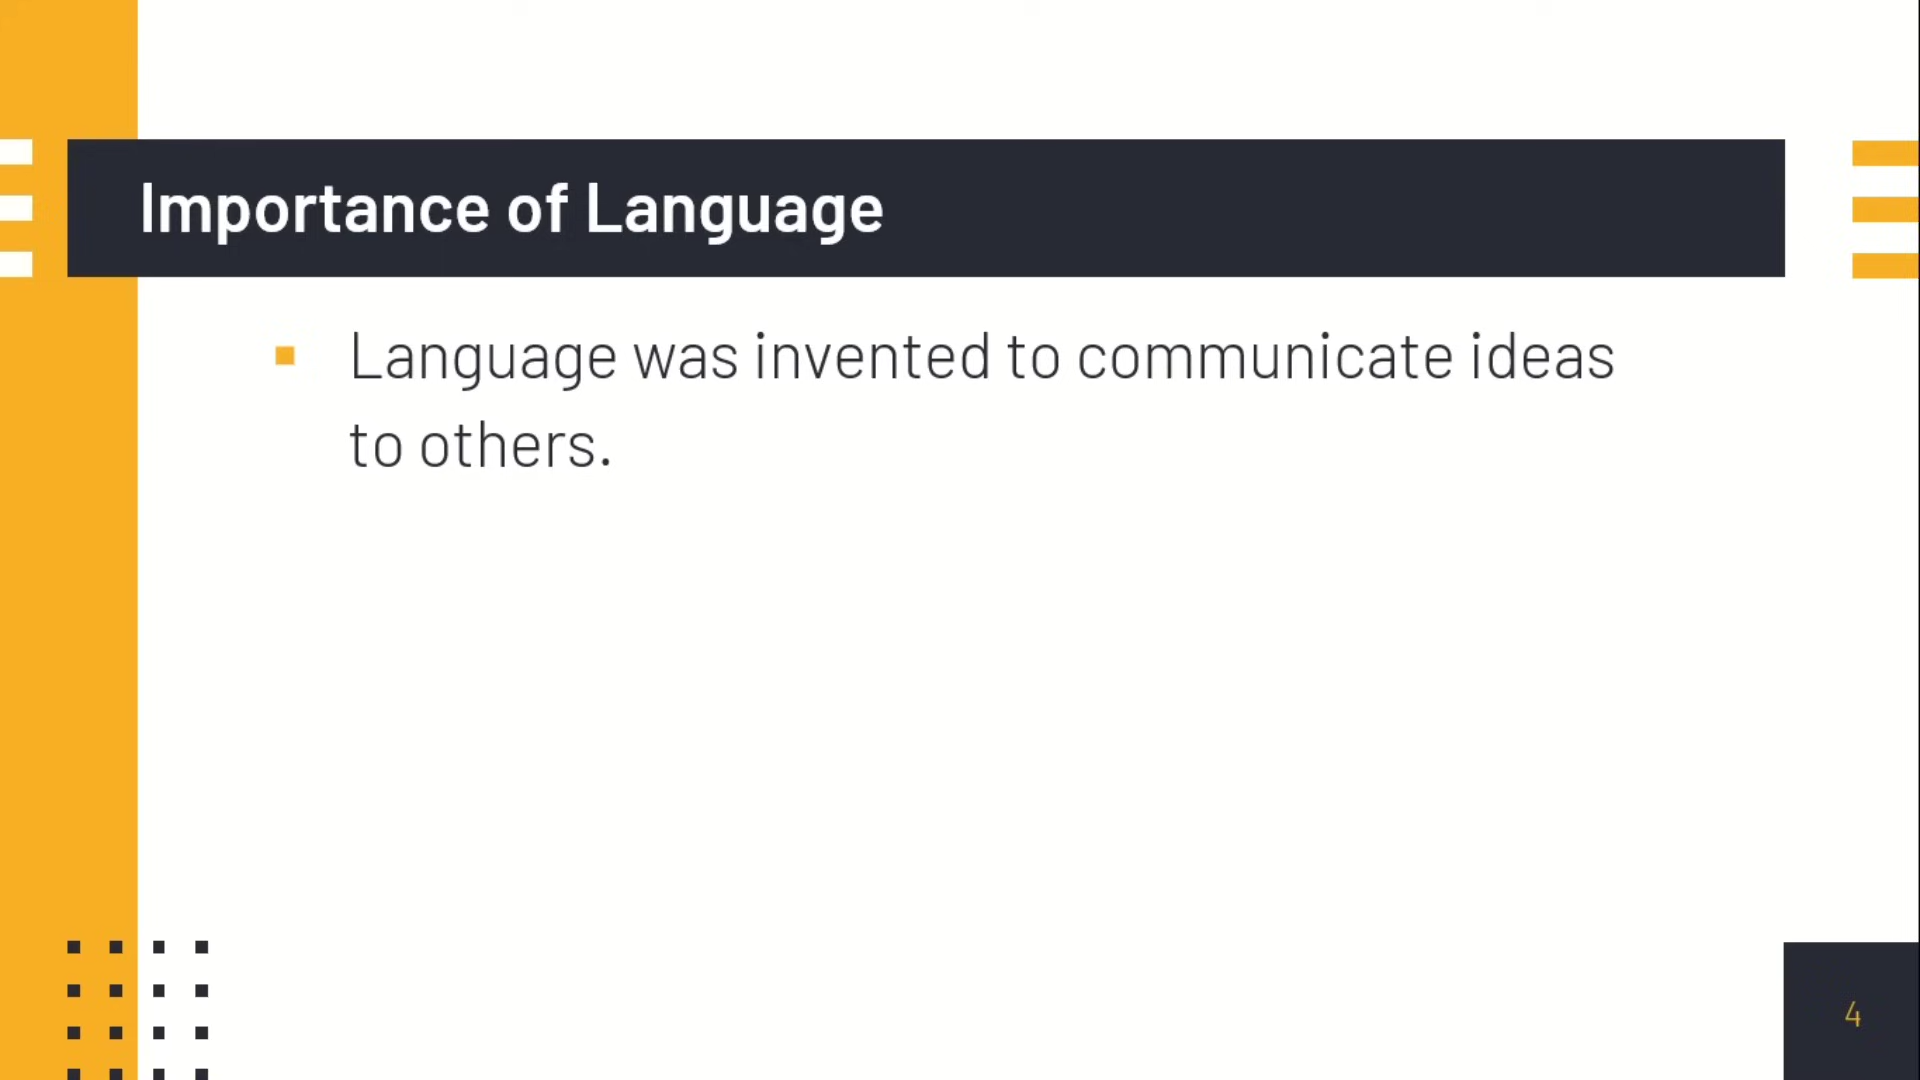 Importance of Language
Language was invented to communicate ideas
to others.
4